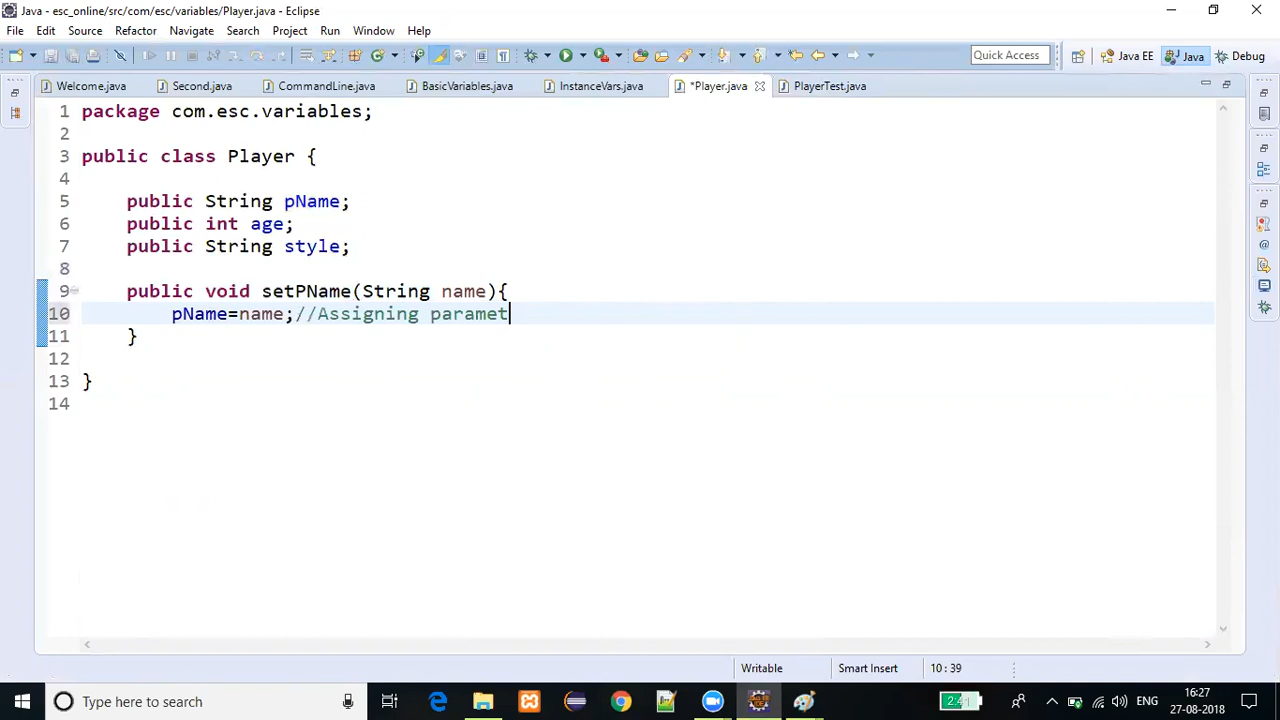 Java - esc_online/src/com/esc/variables/Player.java - Eclipse
File Edit Source Refactor Navigate Search Project Run Window Help
Quick Access Java EE Java Debug
Welcome.java Second.java CommandLine.java BasicVariables.java InstanceVars.java *Player.java PlayerTest.java
1 package com.esc.variables;
2
3 public class Player {
4
5 public String pName;
6 public int age;
7 public String style;
8
9 public void setPName(String name){
10 pName=name;//Assigning paramet
11 }
12
13 }
14
Writable Smart Insert 10 : 39
Type here to search 2:41 ENG 16:27
27-08-2018